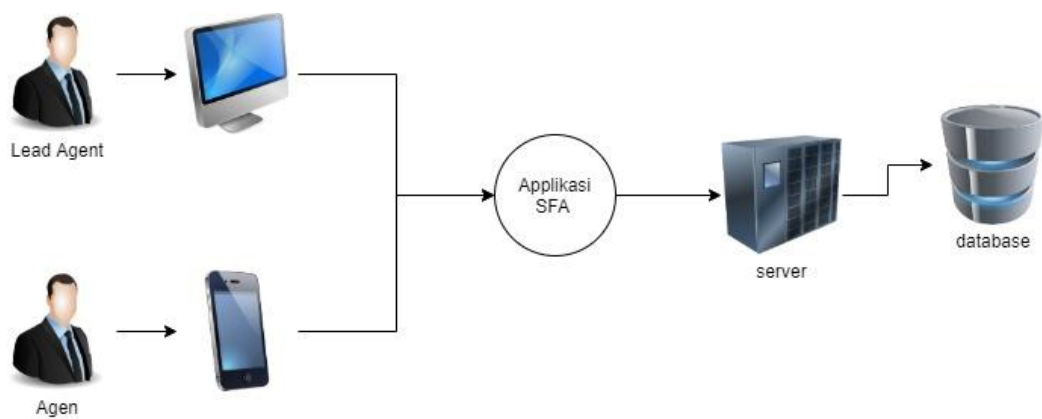 Lead Agent
Applikasi
SFA
server
database
Agen